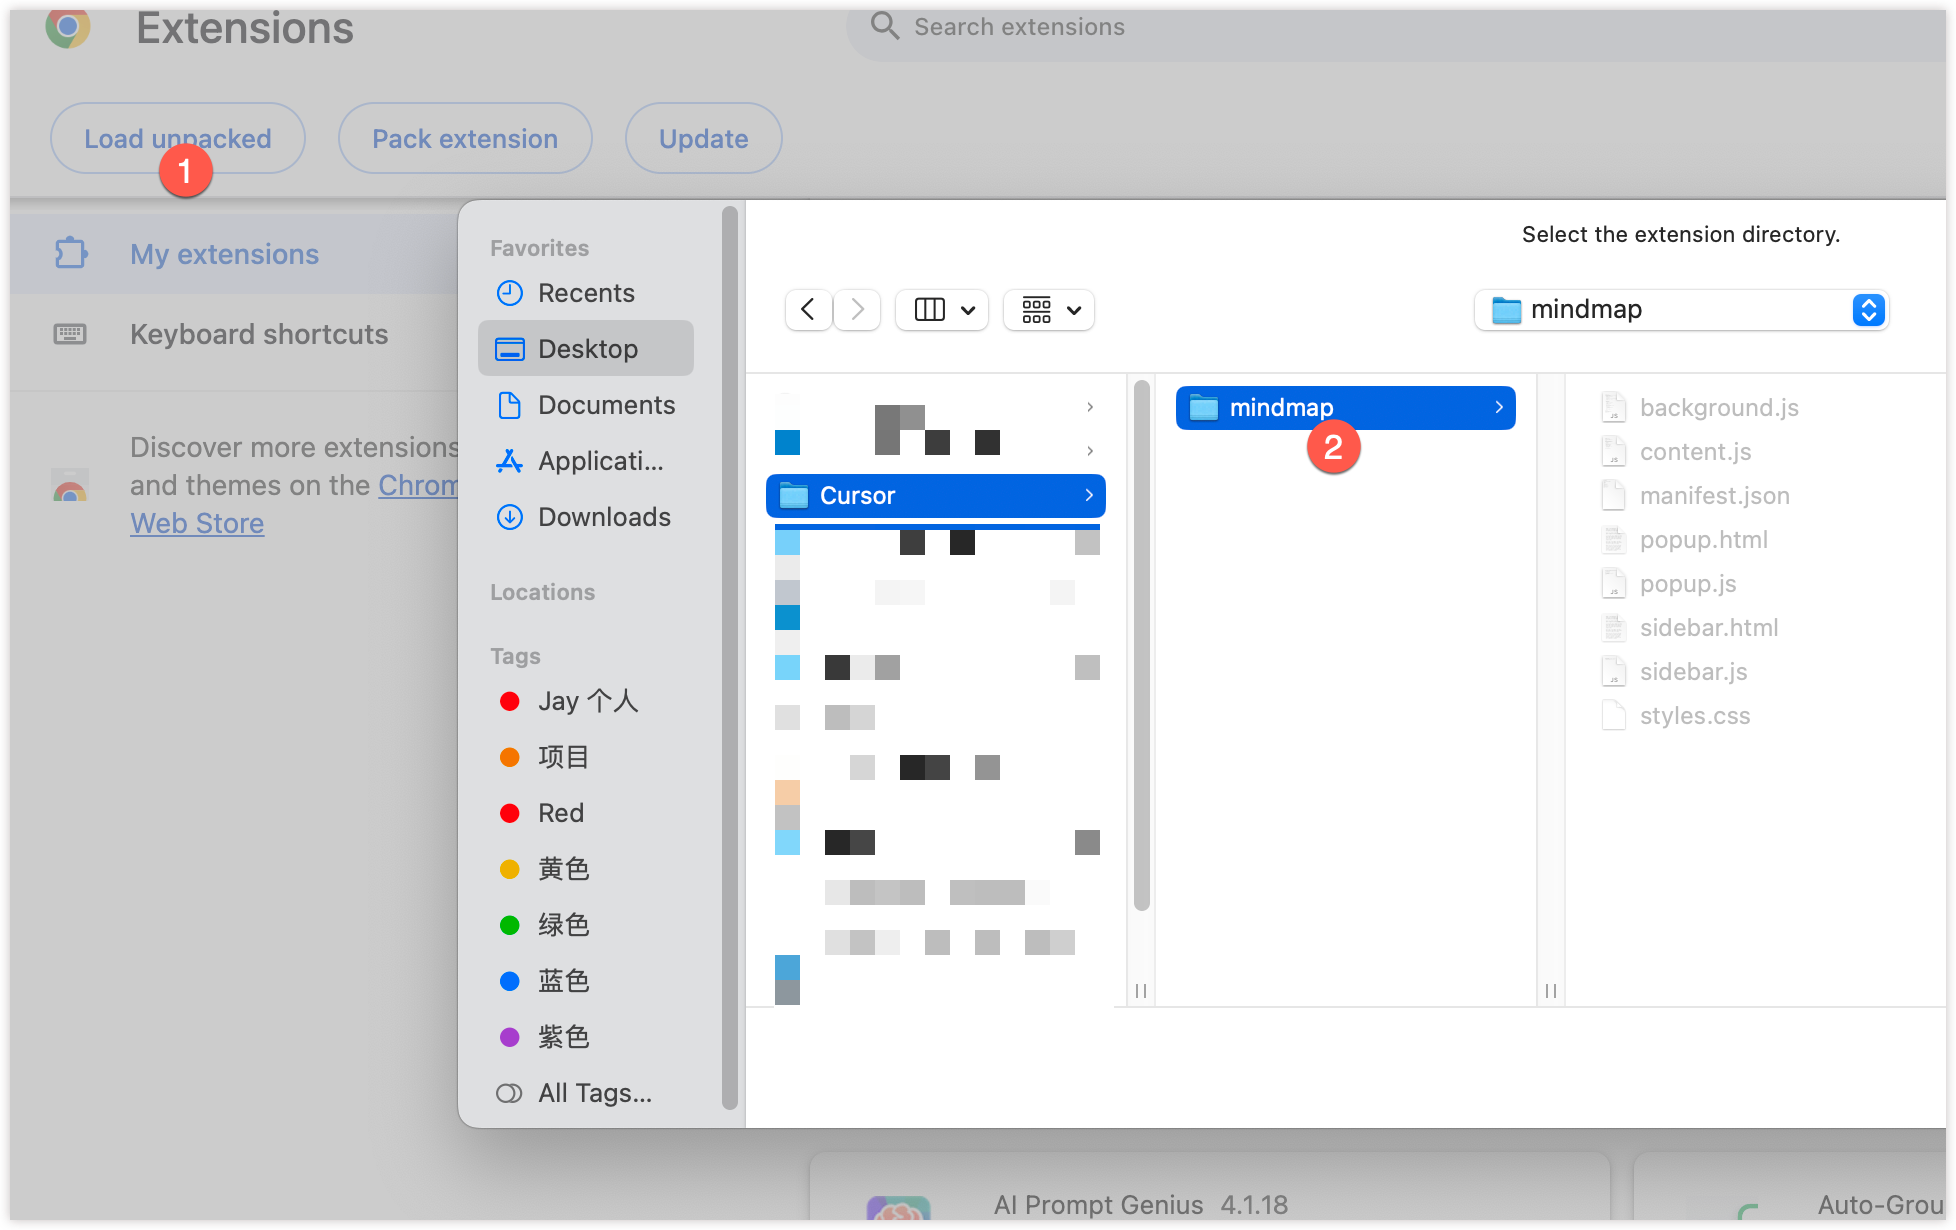 Extensions
Search extensions
Load unpacked
Pack extension
Update
1
My extensions
Keyboard shortcuts
Discover more extensions
and themes on the Chrom
Web Store
Favorites
Recents
Desktop
Documents
Applicati...
Downloads
Locations
Tags
Jay 个人
项目
Red
黄色
绿色
蓝色
紫色
All Tags...
Select the extension directory.
mindmap
Cursor
mindmap
2
background.js
content.js
manifest.json
popup.html
popup.js
sidebar.html
sidebar.js
styles.css
AI Prompt Genius 4.1.18
Auto-Grou